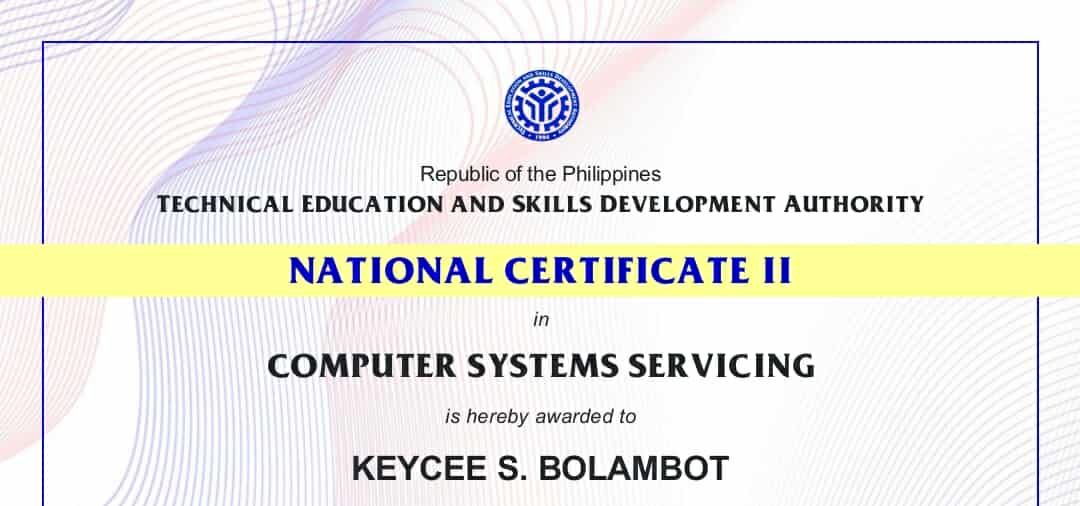 Republic of the Philippines
TECHNICAL EDUCATION AND SKILLS DEVELOPMENT AUTHORITY
NATIONAL CERTIFICATE II
in
COMPUTER SYSTEMS SERVICING
is hereby awarded to
KEYCEE S. BOLAMBOT